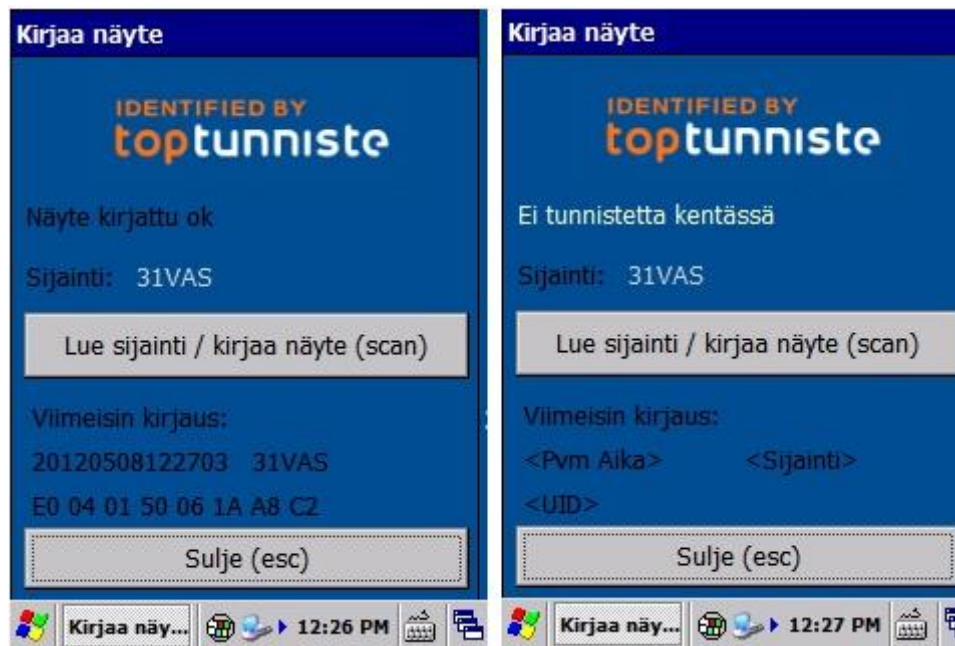 Kirjaa näyte
IDENTIFIED BY
toptunniste
Näyte kirjattu ok
Sijainti: 31VAS
Lue sijainti / kirjaa näyte (scan)
Viimeisin kirjaus:
20120508122703 31VAS
E0 04 01 50 06 1A A8 C2
Sulje (esc)
Kirjaa näy... 12:26 PM
Kirjaa näyte
IDENTIFIED BY
toptunniste
Ei tunnistetta kentässä
Sijainti: 31VAS
Lue sijainti / kirjaa näyte (scan)
Viimeisin kirjaus:
<Pvm Aika> <Sijainti>
<UID>
Sulje (esc)
Kirjaa näy... 12:27 PM